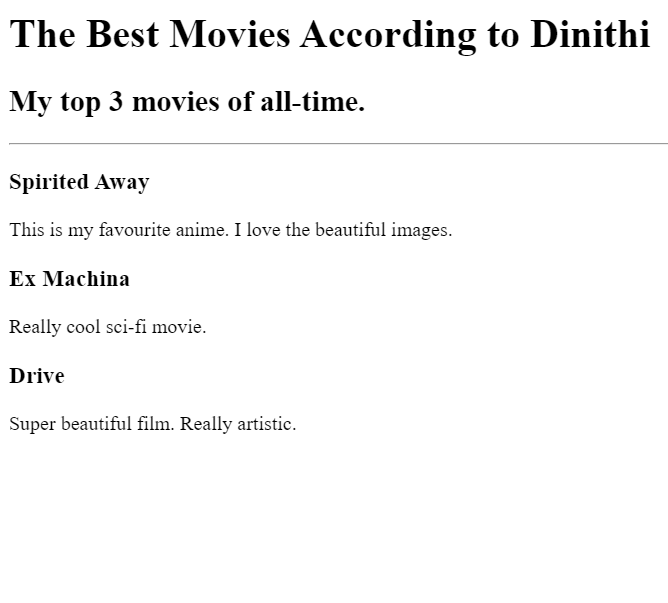 The Best Movies According to Dinithi
My top 3 movies of all-time.
Spirited Away
This is my favourite anime. I love the beautiful images.
Ex Machina
Really cool sci-fi movie.
Drive
Super beautiful film. Really artistic.